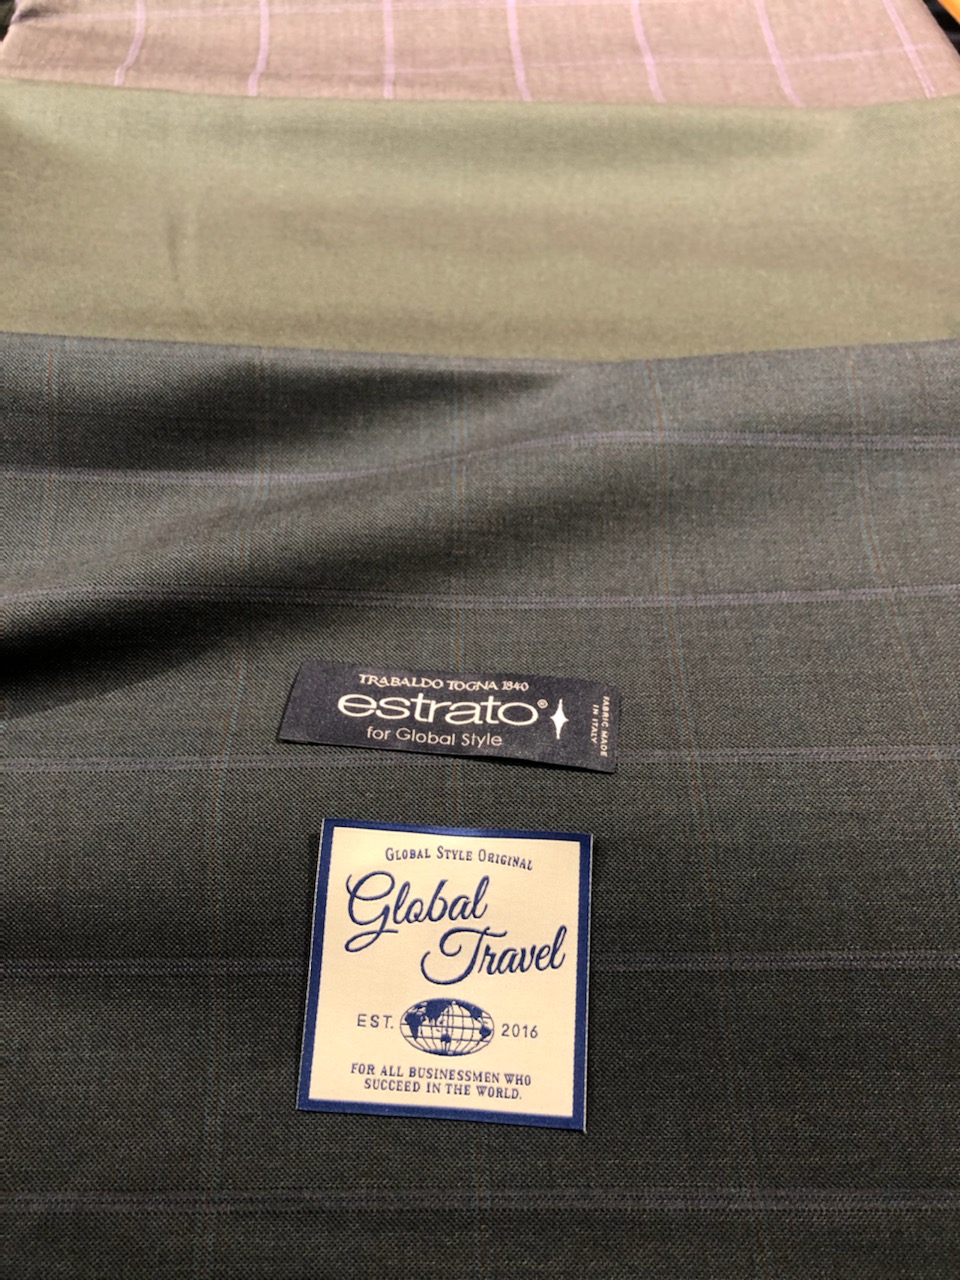 TRABALDO TOGNA 1840
estrato®
for Global Style
FABRIC MADE
IN ITALY
GLOBAL STYLE ORIGINAL
Global
Travel
EST. 2016
FOR ALL BUSINESSMEN WHO
SUCCEED IN THE WORLD.